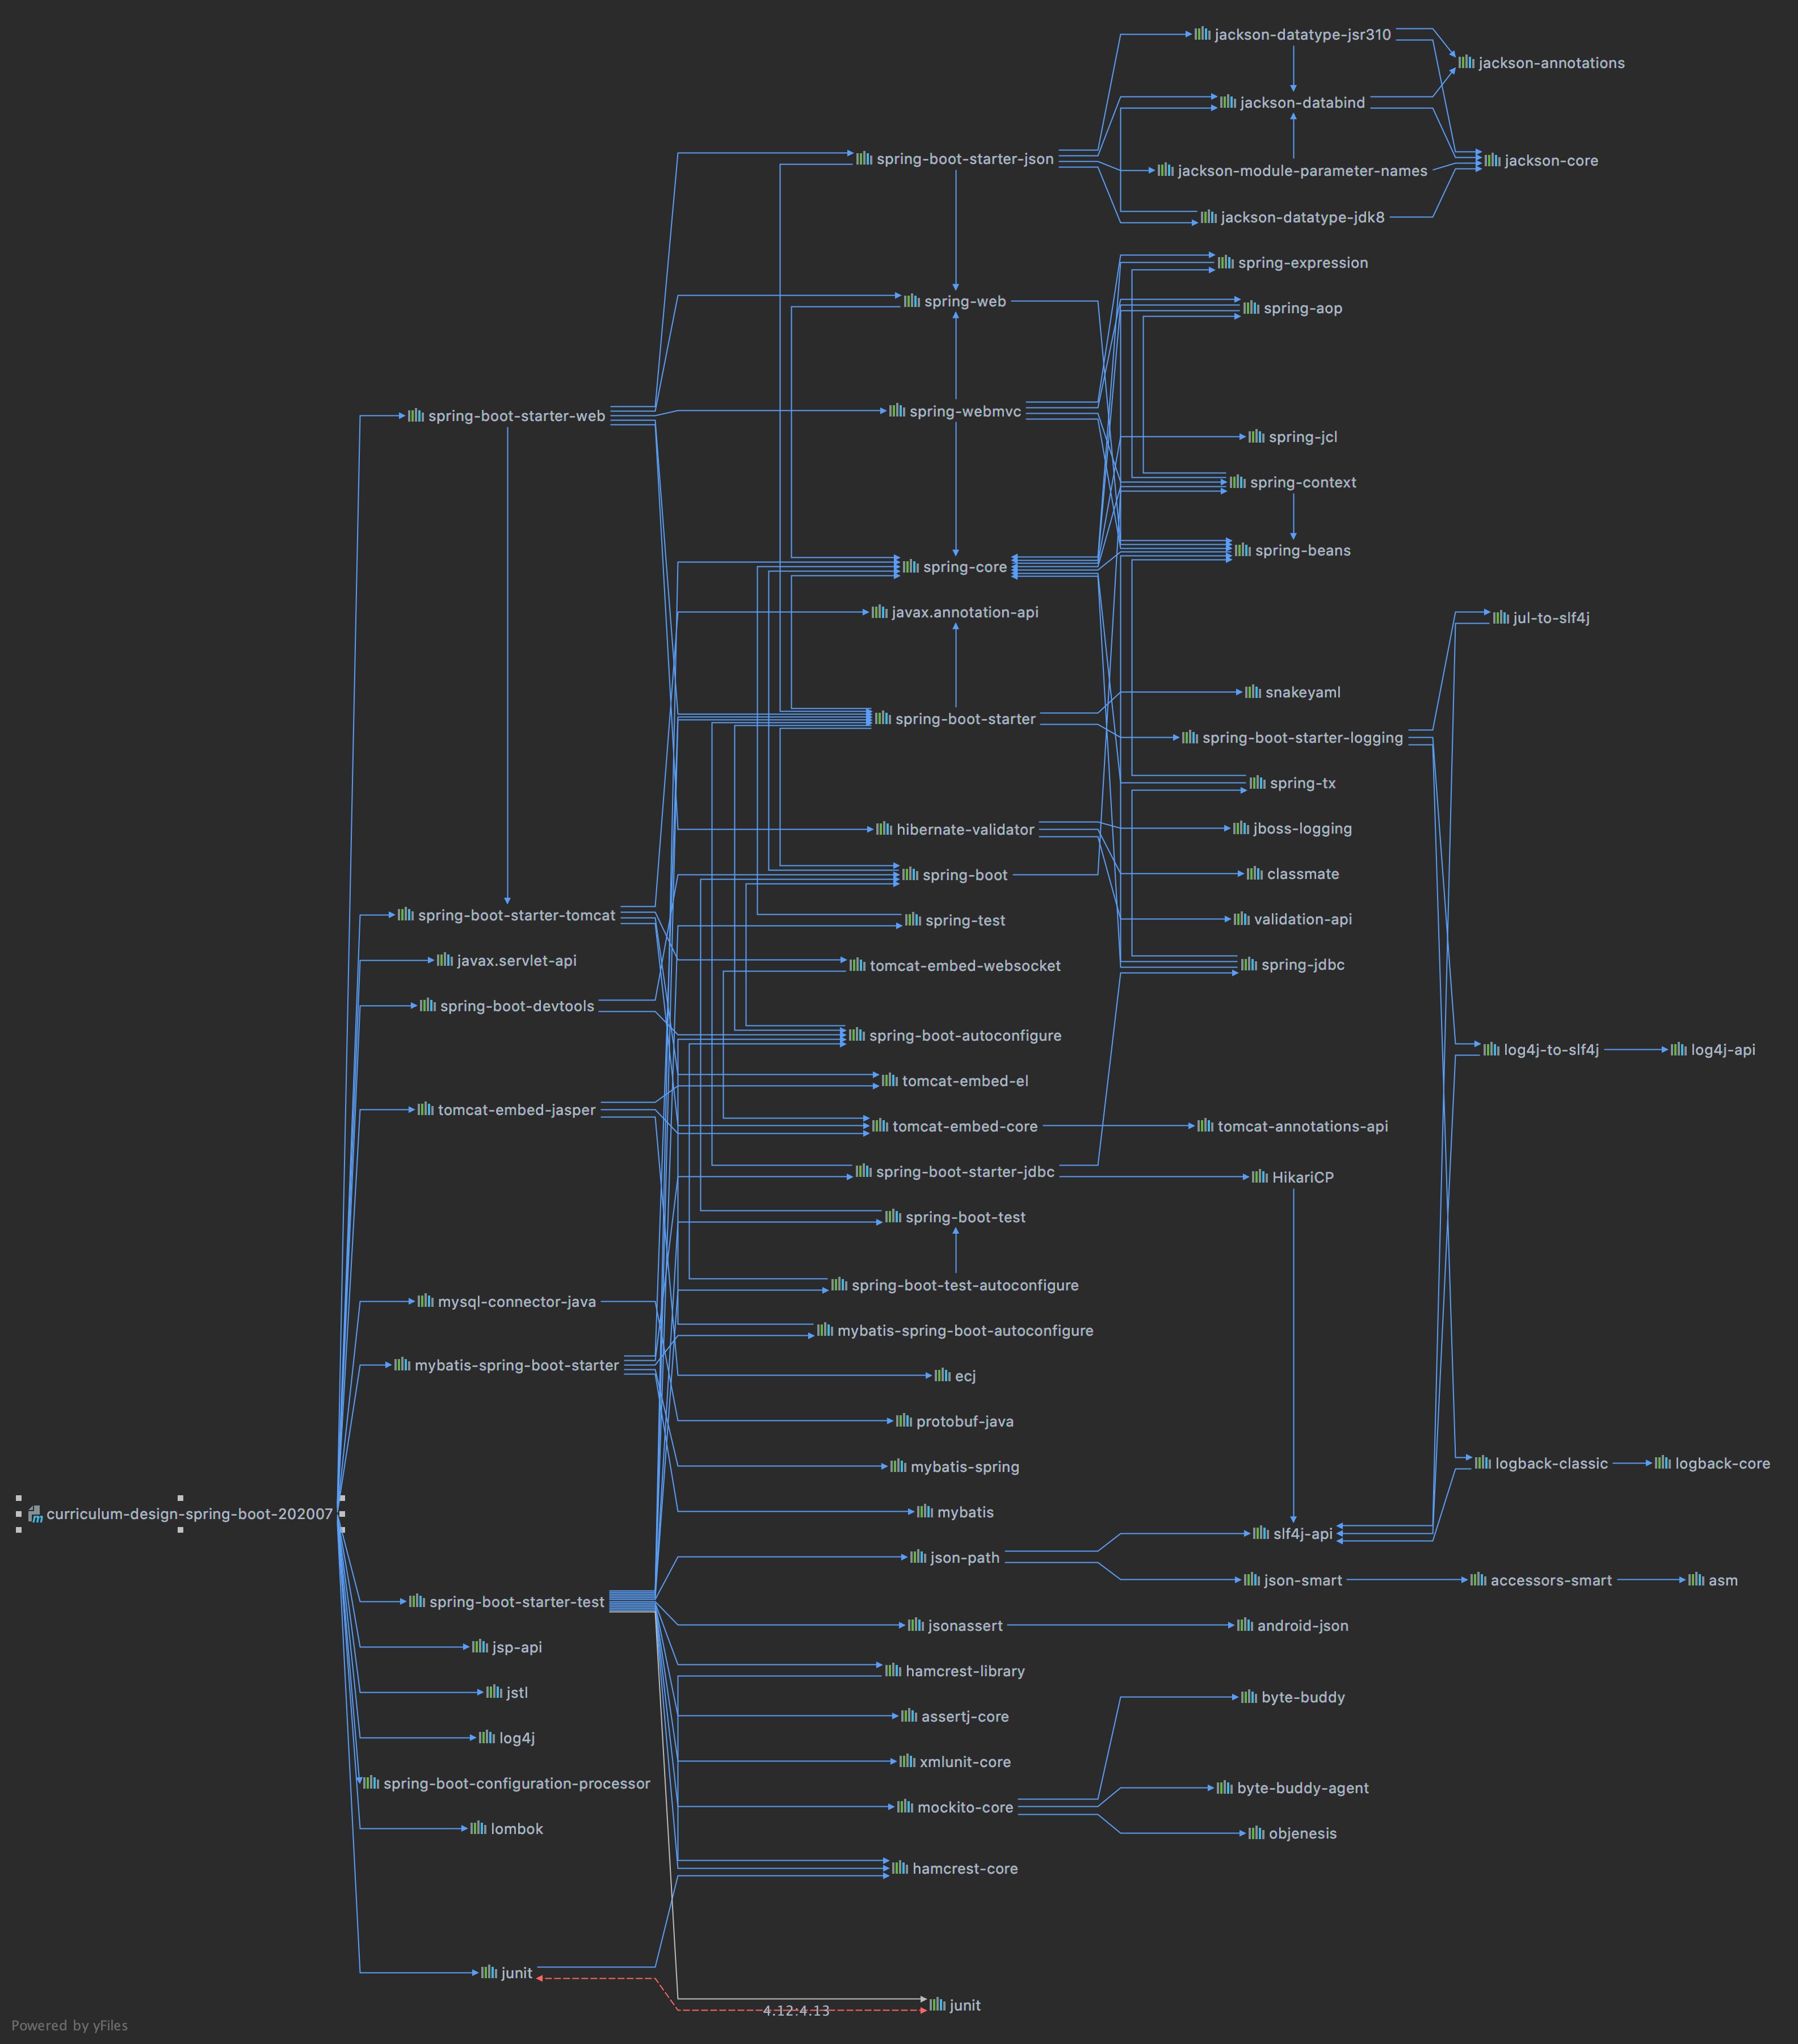 jackson-datatype-jsr310
jackson-annotations
jackson-databind
spring-boot-starter-json
jackson-core
jackson-module-parameter-names
jackson-datatype-jdk8
spring-expression
spring-web
spring-aop
spring-webmvc
spring-boot-starter-web
spring-jcl
spring-context
spring-beans
spring-core
javax.annotation-api
jul-to-slf4j
snakeyaml
spring-boot-starter
spring-boot-starter-logging
spring-tx
hibernate-validator
jboss-logging
spring-boot
classmate
spring-boot-starter-tomcat
spring-test
validation-api
javax.servlet-api
tomcat-embed-websocket
spring-jdbc
spring-boot-devtools
spring-boot-autoconfigure
log4j-to-slf4j
log4j-api
tomcat-embed-el
tomcat-embed-jasper
tomcat-embed-core
tomcat-annotations-api
spring-boot-starter-jdbc
HikariCP
spring-boot-test
spring-boot-test-autoconfigure
mysql-connector-java
mybatis-spring-boot-autoconfigure
mybatis-spring-boot-starter
ecj
protobuf-java
mybatis-spring
logback-classic
logback-core
curriculum-design-spring-boot-202007
mybatis
slf4j-api
json-path
json-smart
accessors-smart
asm
spring-boot-starter-test
jsonassert
android-json
jsp-api
hamcrest-library
jstl
byte-buddy
assertj-core
log4j
xmlunit-core
spring-boot-configuration-processor
byte-buddy-agent
mockito-core
lombok
objenesis
hamcrest-core
junit
junit
4.12:4.13
Powered by yFiles